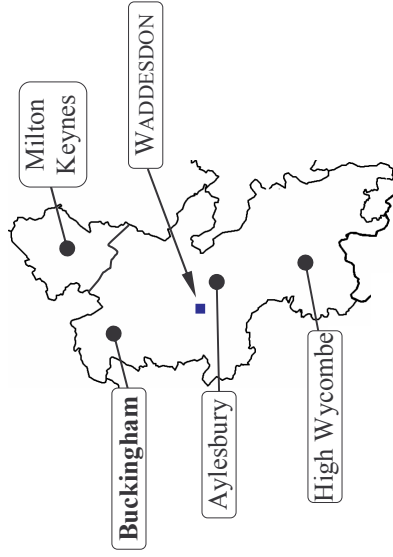 Milton
Keynes
WADDESDON
Buckingham
Aylesbury
High Wycombe